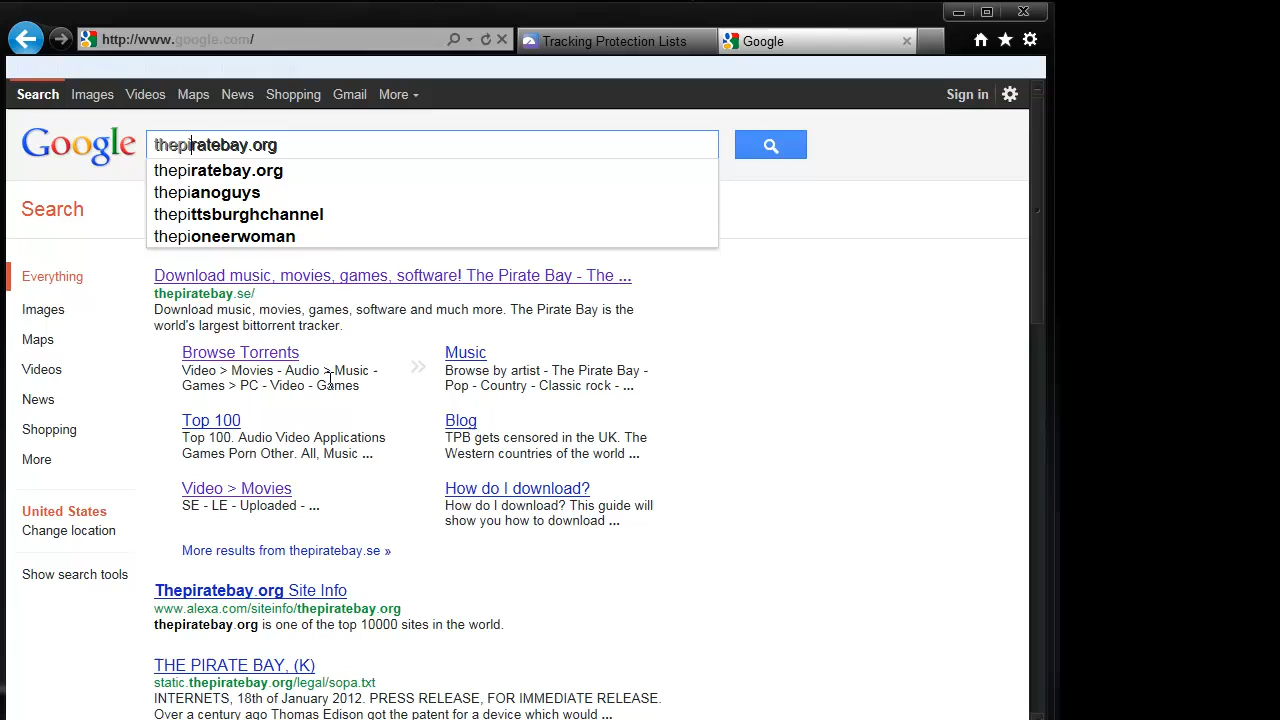 http://www.google.com/
Tracking Protection Lists
Google
Search Images Videos Maps News Shopping Gmail More
Sign in
Google
thepiratebay.org
thepiratebay.org
thepianoguys
thepittsburghchannel
thepioneerwoman
Search
Everything
Images
Maps
Videos
News
Shopping
More
United States
Change location
Show search tools
Download music, movies, games, software! The Pirate Bay - The ...
thepiratebay.se/
Download music, movies, games, software and much more. The Pirate Bay is the
world's largest bittorrent tracker.
Browse Torrents
Video > Movies - Audio > Music -
Games > PC - Video - Games
Music
Browse by artist - The Pirate Bay -
Pop - Country - Classic rock - ...
Top 100
Top 100. Audio Video Applications
Games Porn Other. All, Music ...
Blog
TPB gets censored in the UK. The
Western countries of the world ...
Video > Movies
SE - LE - Uploaded - ...
How do I download?
How do I download? This guide will
show you how to download ...
More results from thepiratebay.se »
Thepiratebay.org Site Info
www.alexa.com/siteinfo/thepiratebay.org
thepiratebay.org is one of the top 10000 sites in the world.
THE PIRATE BAY, (K)
static.thepiratebay.org/legal/sopa.txt
INTERNETS, 18th of January 2012. PRESS RELEASE, FOR IMMEDIATE RELEASE.
Over a century ago Thomas Edison got the patent for a device which would ...